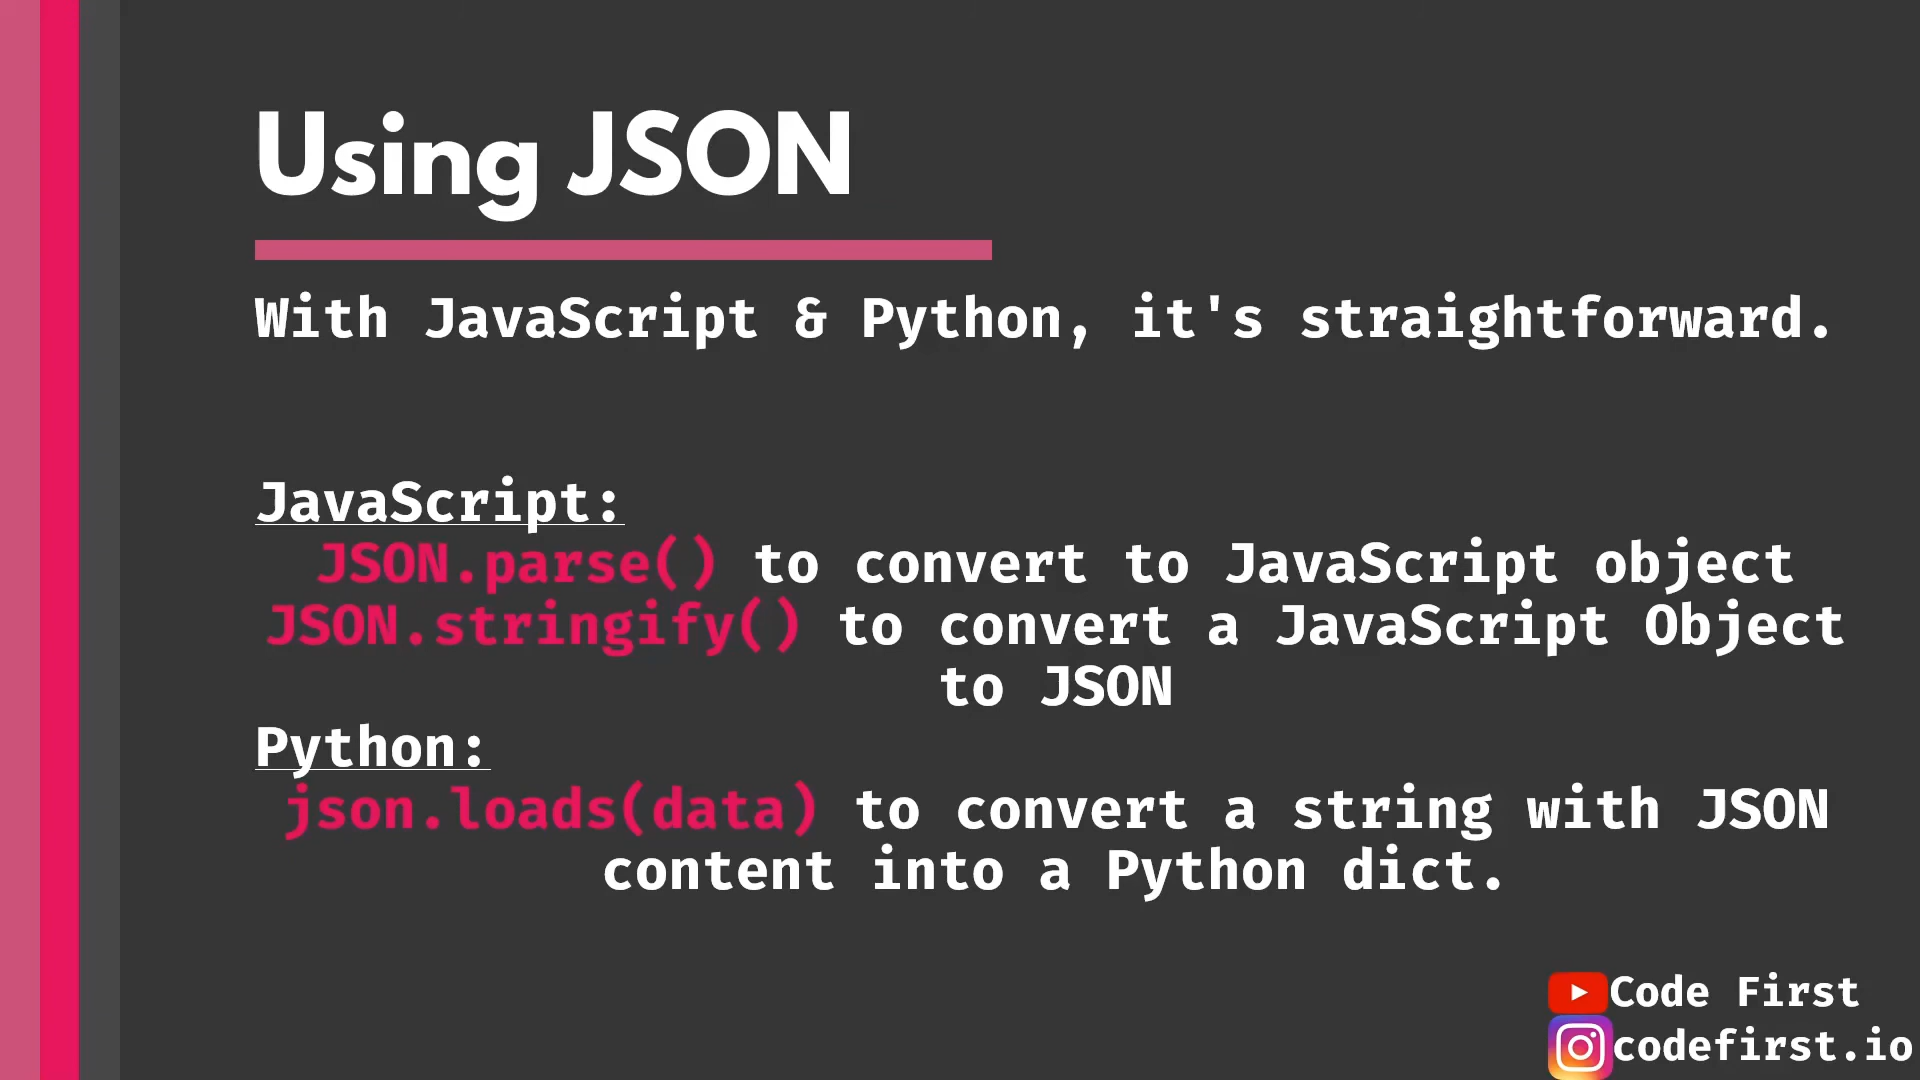 Using JSON
With JavaScript & Python, it's straightforward.
JavaScript:
JSON.parse() to convert to JavaScript object
JSON.stringify() to convert a JavaScript Object
to JSON
Python:
json.loads(data) to convert a string with JSON
content into a Python dict.
Code First
codefirst.io